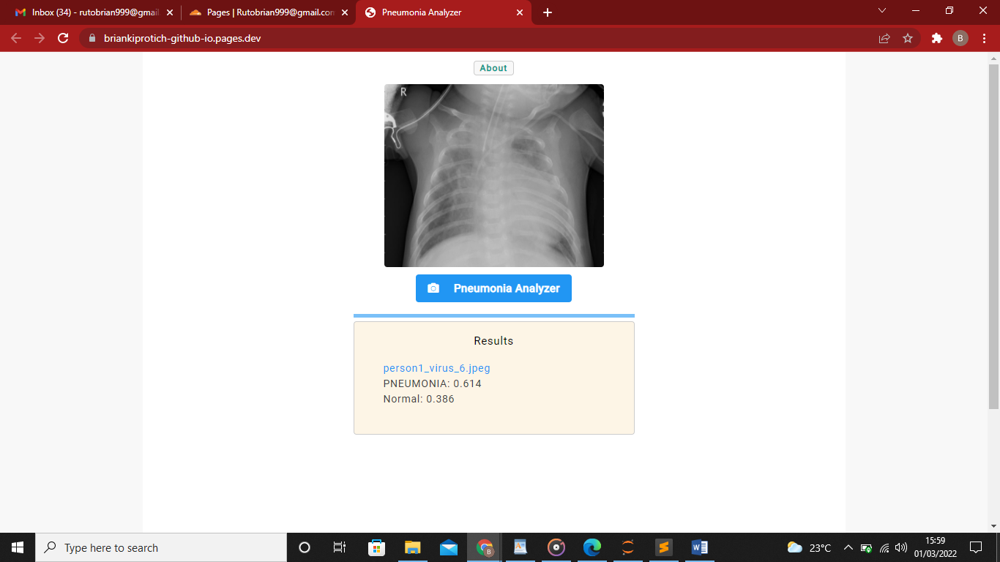 Inbox (34) - rutobrian999@gmail
Pages | Rutobrian999@gmail.con
Pneumonia Analyzer
briankiprotich-github-io.pages.dev
B
About
R
Pneumonia Analyzer
Results
person1_virus_6.jpeg
PNEUMONIA: 0.614
Normal: 0.386
Type here to search
B
23°C
15:59
01/03/2022